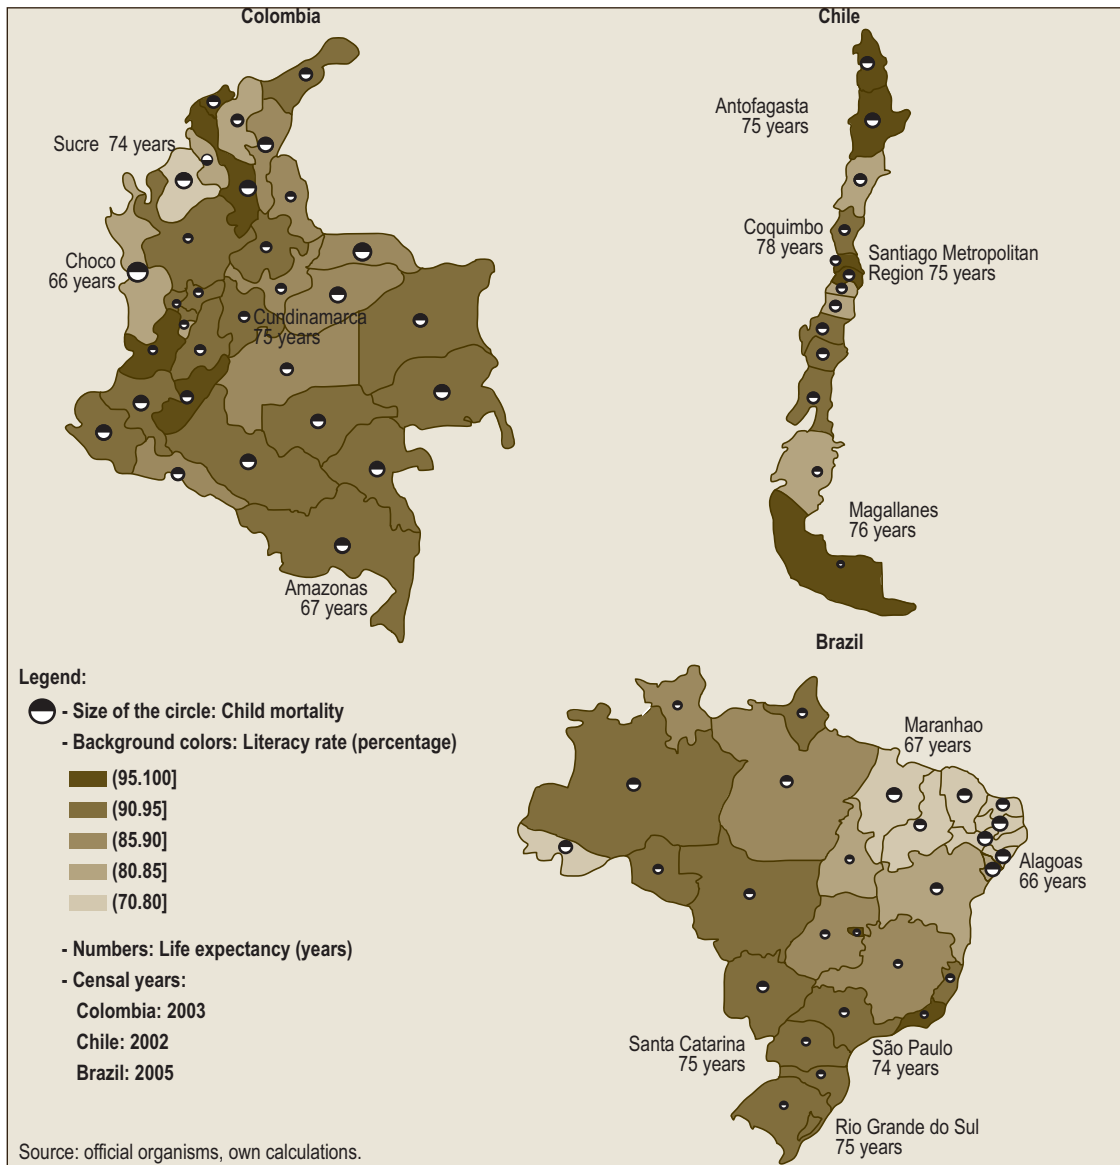 Colombia
Chile
Sucre 74 years
Choco
66 years
Cundinamarca
75 years
Amazonas
67 years
Antofagasta
75 years
Coquimbo
78 years
Santiago Metropolitan
Region 75 years
Magallanes
76 years
Brazil
Maranhao
67 years
Alagoas
66 years
Santa Catarina
75 years
São Paulo
74 years
Rio Grande do Sul
75 years
Legend:
- Size of the circle: Child mortality
- Background colors: Literacy rate (percentage)
(95.100]
(90.95]
(85.90]
(80.85]
(70.80]
- Numbers: Life expectancy (years)
- Censal years:
Colombia: 2003
Chile: 2002
Brazil: 2005
Source: official organisms, own calculations.